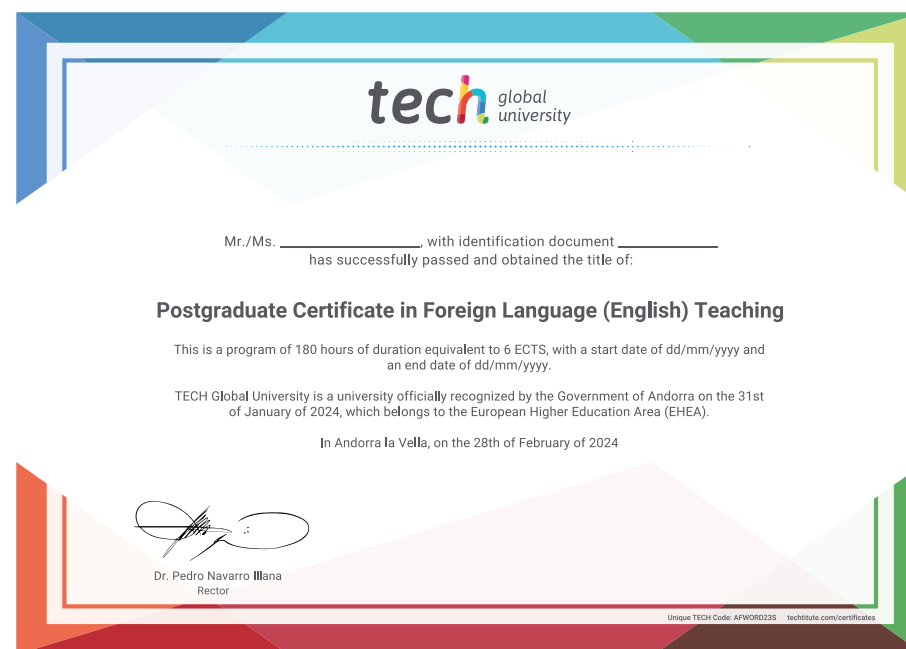 tech global
university
Mr./Ms. ____________________, with identification document ______________
has successfully passed and obtained the title of:
Postgraduate Certificate in Foreign Language (English) Teaching
This is a program of 180 hours of duration equivalent to 6 ECTS, with a start date of dd/mm/yyyy and
an end date of dd/mm/yyyy.
TECH Global University is a university officially recognized by the Government of Andorra on the 31st
of January of 2024, which belongs to the European Higher Education Area (EHEA).
In Andorra la Vella, on the 28th of February of 2024
Dr. Pedro Navarro Illana
Rector
Unique TECH Code: AFWORD23S techtitute.com/certificates